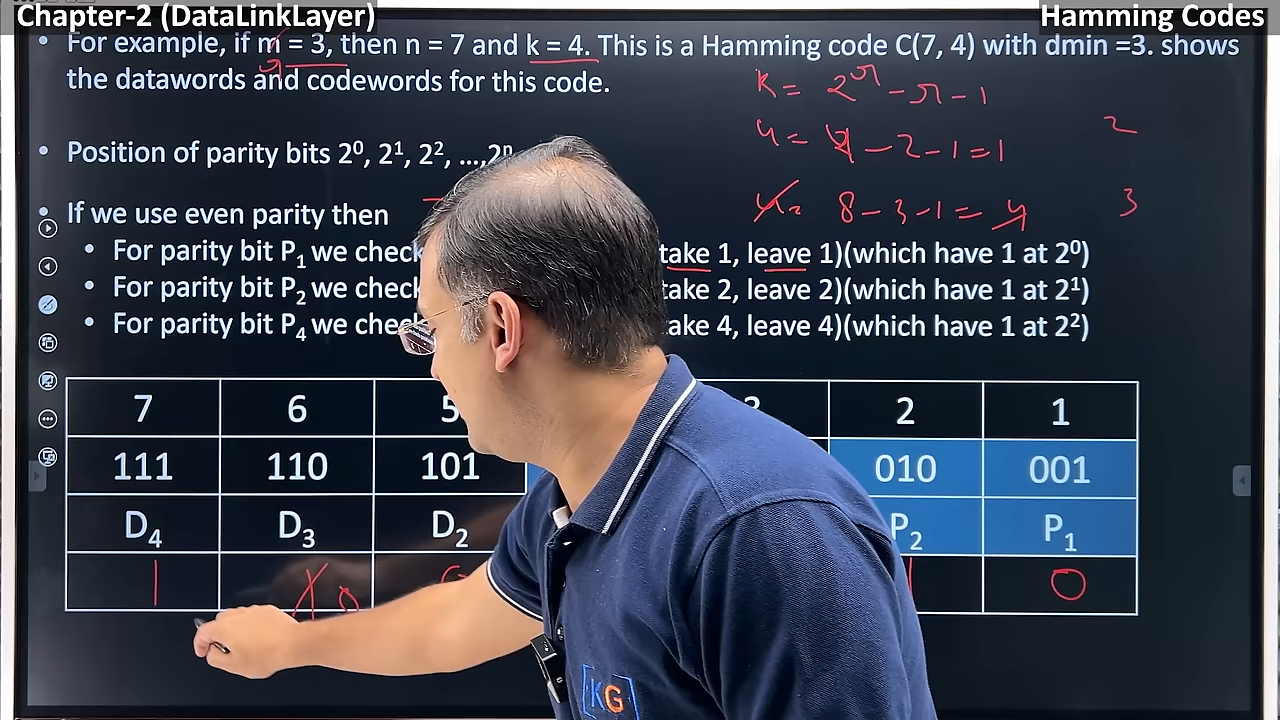 Chapter-2 (DataLinkLayer)
Hamming Codes
• For example, if m = 3, then n = 7 and k = 4. This is a Hamming code C(7, 4) with dmin =3. shows
the datawords and codewords for this code.
k = 2^r - r - 1
4 = 4 - 2 - 1 = 1 2
• Position of parity bits 2⁰, 2¹, 2², ...,2ⁿ
8 - 3 - 1 = 4 3
• If we use even parity then
• For parity bit P₁ we check take 1, leave 1)(which have 1 at 2⁰)
• For parity bit P₂ we check take 2, leave 2)(which have 1 at 2¹)
• For parity bit P₄ we check take 4, leave 4)(which have 1 at 2²)
7 6 5 2 1
111 110 101 010 001
D₄ D₃ D₂ P₂ P₁
1 0 1 0
KG